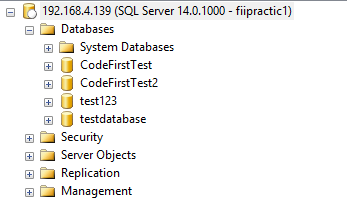 192.168.4.139 (SQL Server 14.0.1000 - fiipractic1)
Databases
System Databases
CodeFirstTest
CodeFirstTest2
test123
testdatabase
Security
Server Objects
Replication
Management